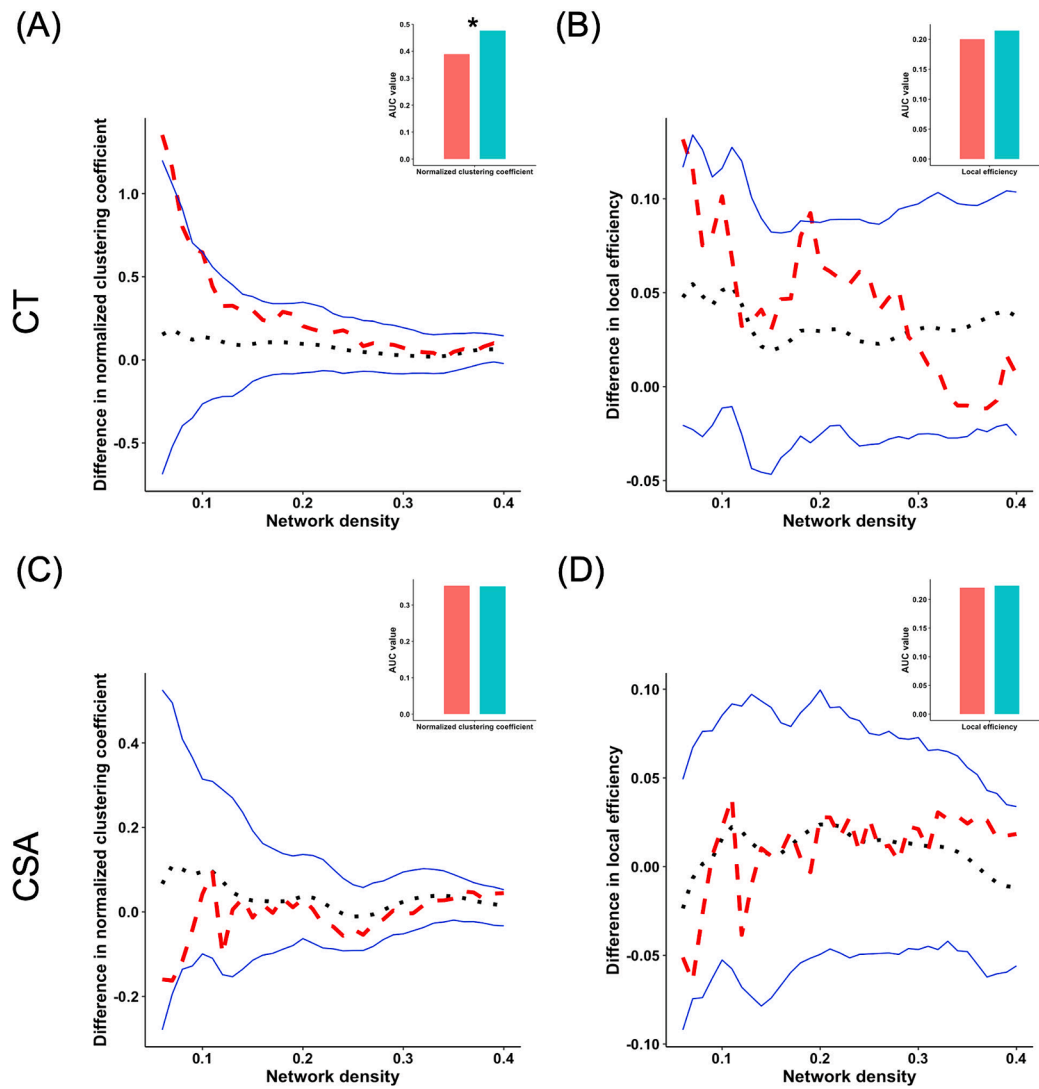 (A)
*
0.5
0.4
0.3
0.2
0.1
0.0
AUC value
Normalized clustering coefficient
1.0
0.5
0.0
-0.5
Difference in normalized clustering coefficient
0.1
0.2
0.3
0.4
Network density
CT
(B)
0.20
0.15
0.10
0.05
0.00
AUC value
Local efficiency
0.10
0.05
0.00
-0.05
Difference in local efficiency
0.1
0.2
0.3
0.4
Network density
(C)
0.3
0.2
0.1
0.0
AUC value
Normalized clustering coefficient
0.4
0.2
0.0
-0.2
Difference in normalized clustering coefficient
0.1
0.2
0.3
0.4
Network density
CSA
(D)
0.20
0.15
0.10
0.05
0.00
AUC value
Local efficiency
0.10
0.05
0.00
-0.05
-0.10
Difference in local efficiency
0.1
0.2
0.3
0.4
Network density